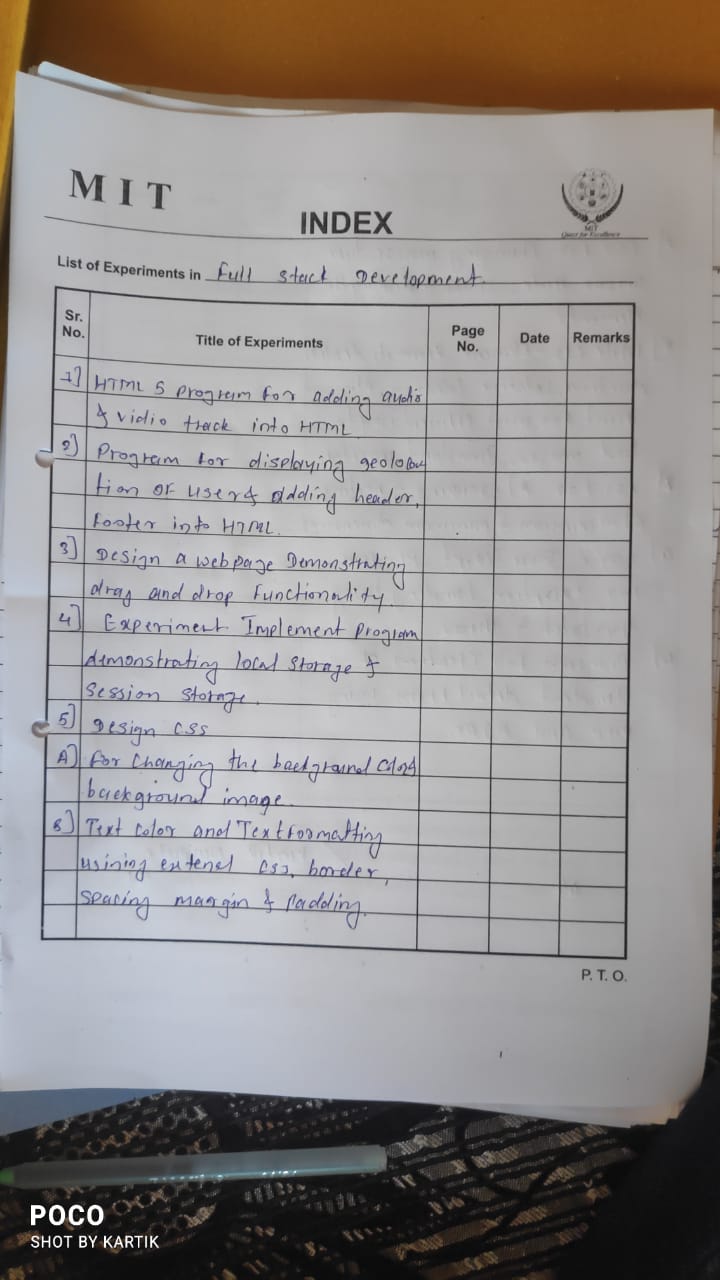 MIT
INDEX
MIT
Quest for Excellence
List of Experiments in Full stack Development.
Sr. No. Title of Experiments Page No. Date Remarks
1] HTML 5 program for adding audio
& vidio track into HTML.
2] Program for displaying geoloca
tion of user & adding header,
footer into HTML.
3] Design a webpage Demonstrating
drag and drop functionality.
4] Experiment Implement Program
demonstrating local storage &
Session storage.
5] Design CSS
A] For changing the background color
background image.
B] Text color and Text formatting
usining extenel css, border,
spacing margin & padding.
P. T. O.
POCO
SHOT BY KARTIK